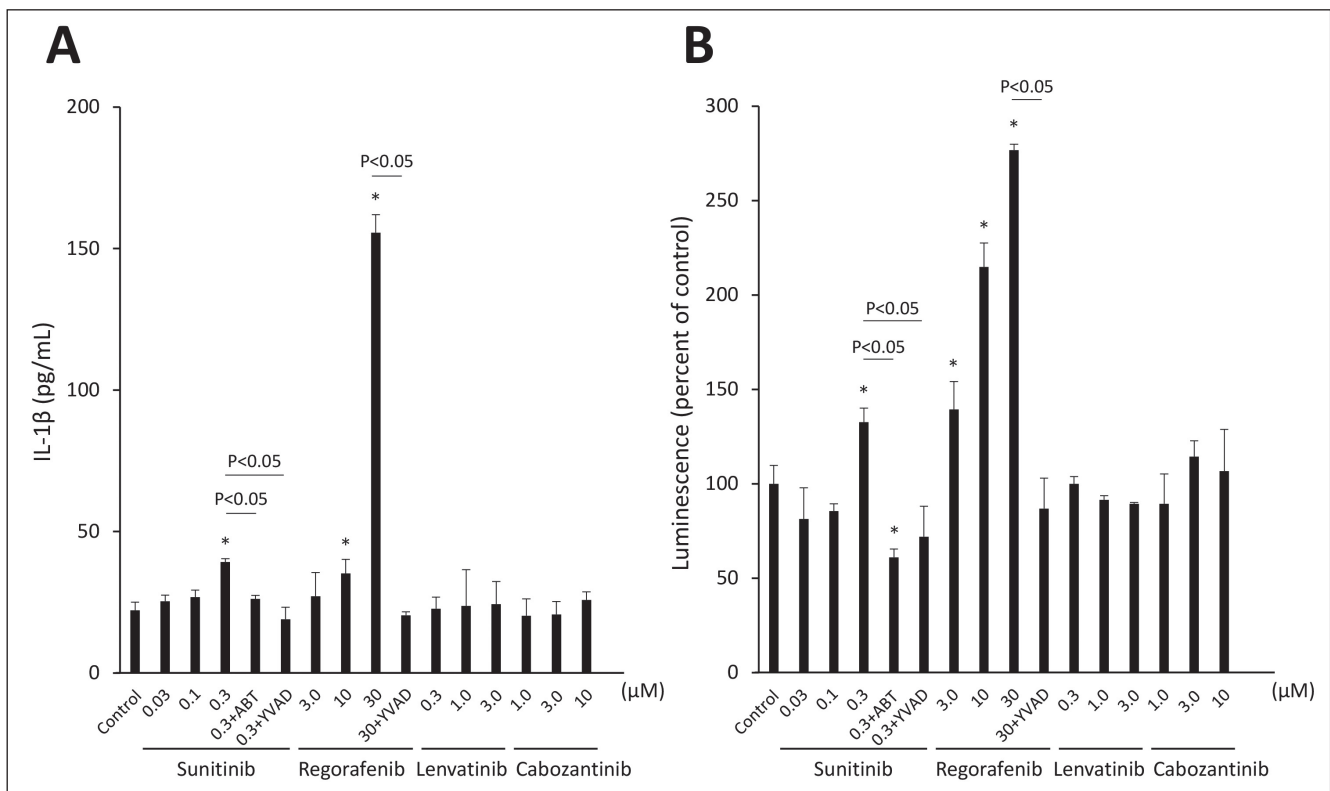 A
200
150
100
50
0
IL-1β (pg/mL)
P<0.05
*
P<0.05
P<0.05
*
*
Control
0.03
0.1
0.3
0.3+ABT
0.3+YVAD
3.0
10
30
30+YVAD
0.3
1.0
3.0
1.0
3.0
10
(μM)
Sunitinib
Regorafenib
Lenvatinib
Cabozantinib
B
300
250
200
150
100
50
0
Luminescence (percent of control)
P<0.05
*
*
P<0.05
P<0.05
*
*
*
Control
0.03
0.1
0.3
0.3+ABT
0.3+YVAD
3.0
10
30
30+YVAD
0.3
1.0
3.0
1.0
3.0
10
(μM)
Sunitinib
Regorafenib
Lenvatinib
Cabozantinib